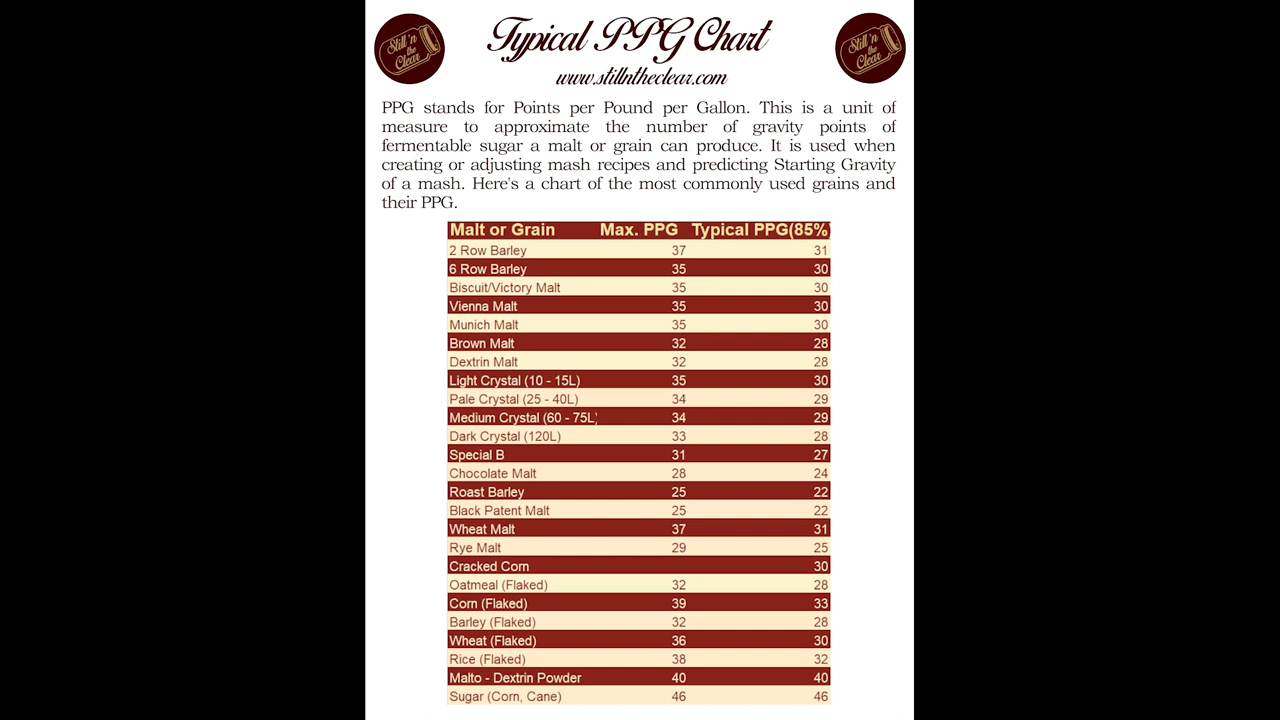 Still 'n the Clear
Typical PPG Chart
Still 'n the Clear
www.stillntheclear.com
PPG stands for Points per Pound per Gallon. This is a unit of
measure to approximate the number of gravity points of
fermentable sugar a malt or grain can produce. It is used when
creating or adjusting mash recipes and predicting Starting Gravity
of a mash. Here's a chart of the most commonly used grains and
their PPG.
Malt or Grain Max. PPG Typical PPG(85%)
2 Row Barley 37 31
6 Row Barley 35 30
Biscuit/Victory Malt 35 30
Vienna Malt 35 30
Munich Malt 35 30
Brown Malt 32 28
Dextrin Malt 32 28
Light Crystal (10 - 15L) 35 30
Pale Crystal (25 - 40L) 34 29
Medium Crystal (60 - 75L) 34 29
Dark Crystal (120L) 33 28
Special B 31 27
Chocolate Malt 28 24
Roast Barley 25 22
Black Patent Malt 25 22
Wheat Malt 37 31
Rye Malt 29 25
Cracked Corn 30
Oatmeal (Flaked) 32 28
Corn (Flaked) 39 33
Barley (Flaked) 32 28
Wheat (Flaked) 36 30
Rice (Flaked) 38 32
Malto - Dextrin Powder 40 40
Sugar (Corn, Cane) 46 46